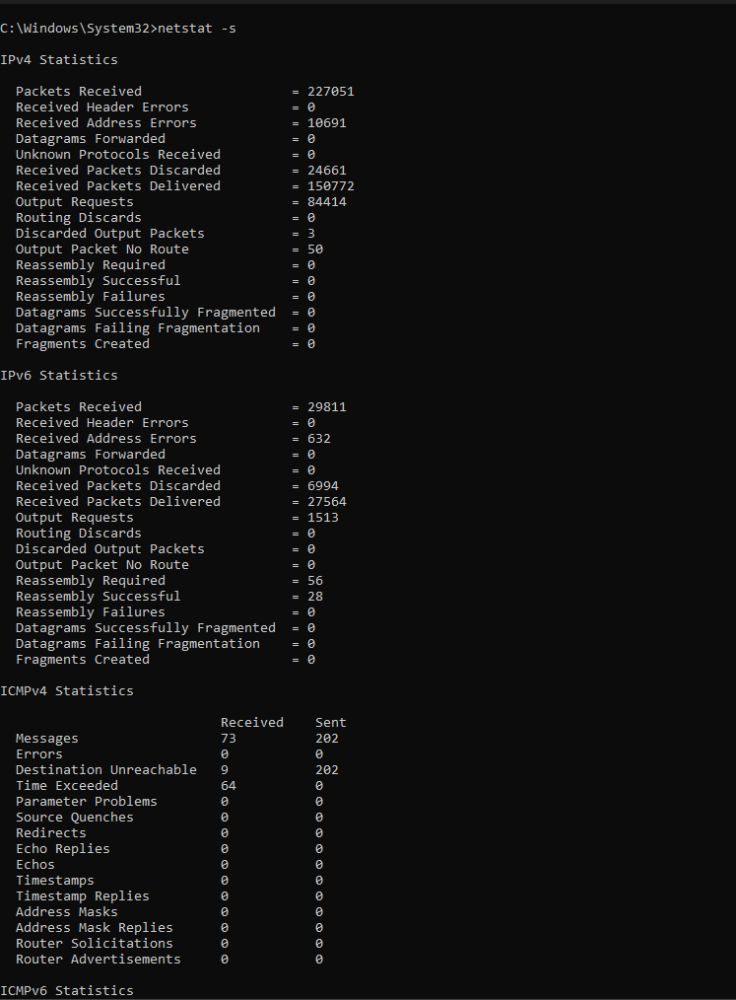 C:\Windows\System32>netstat -s
IPv4 Statistics
Packets Received = 227051
Received Header Errors = 0
Received Address Errors = 10691
Datagrams Forwarded = 0
Unknown Protocols Received = 0
Received Packets Discarded = 24661
Received Packets Delivered = 150772
Output Requests = 84414
Routing Discards = 0
Discarded Output Packets = 3
Output Packet No Route = 50
Reassembly Required = 0
Reassembly Successful = 0
Reassembly Failures = 0
Datagrams Successfully Fragmented = 0
Datagrams Failing Fragmentation = 0
Fragments Created = 0
IPv6 Statistics
Packets Received = 29811
Received Header Errors = 0
Received Address Errors = 632
Datagrams Forwarded = 0
Unknown Protocols Received = 0
Received Packets Discarded = 6994
Received Packets Delivered = 27564
Output Requests = 1513
Routing Discards = 0
Discarded Output Packets = 0
Output Packet No Route = 0
Reassembly Required = 56
Reassembly Successful = 28
Reassembly Failures = 0
Datagrams Successfully Fragmented = 0
Datagrams Failing Fragmentation = 0
Fragments Created = 0
ICMPv4 Statistics
Received Sent
Messages 73 202
Errors 0 0
Destination Unreachable 9 202
Time Exceeded 64 0
Parameter Problems 0 0
Source Quenches 0 0
Redirects 0 0
Echo Replies 0 0
Echos 0 0
Timestamps 0 0
Timestamp Replies 0 0
Address Masks 0 0
Address Mask Replies 0 0
Router Solicitations 0 0
Router Advertisements 0 0
ICMPv6 Statistics